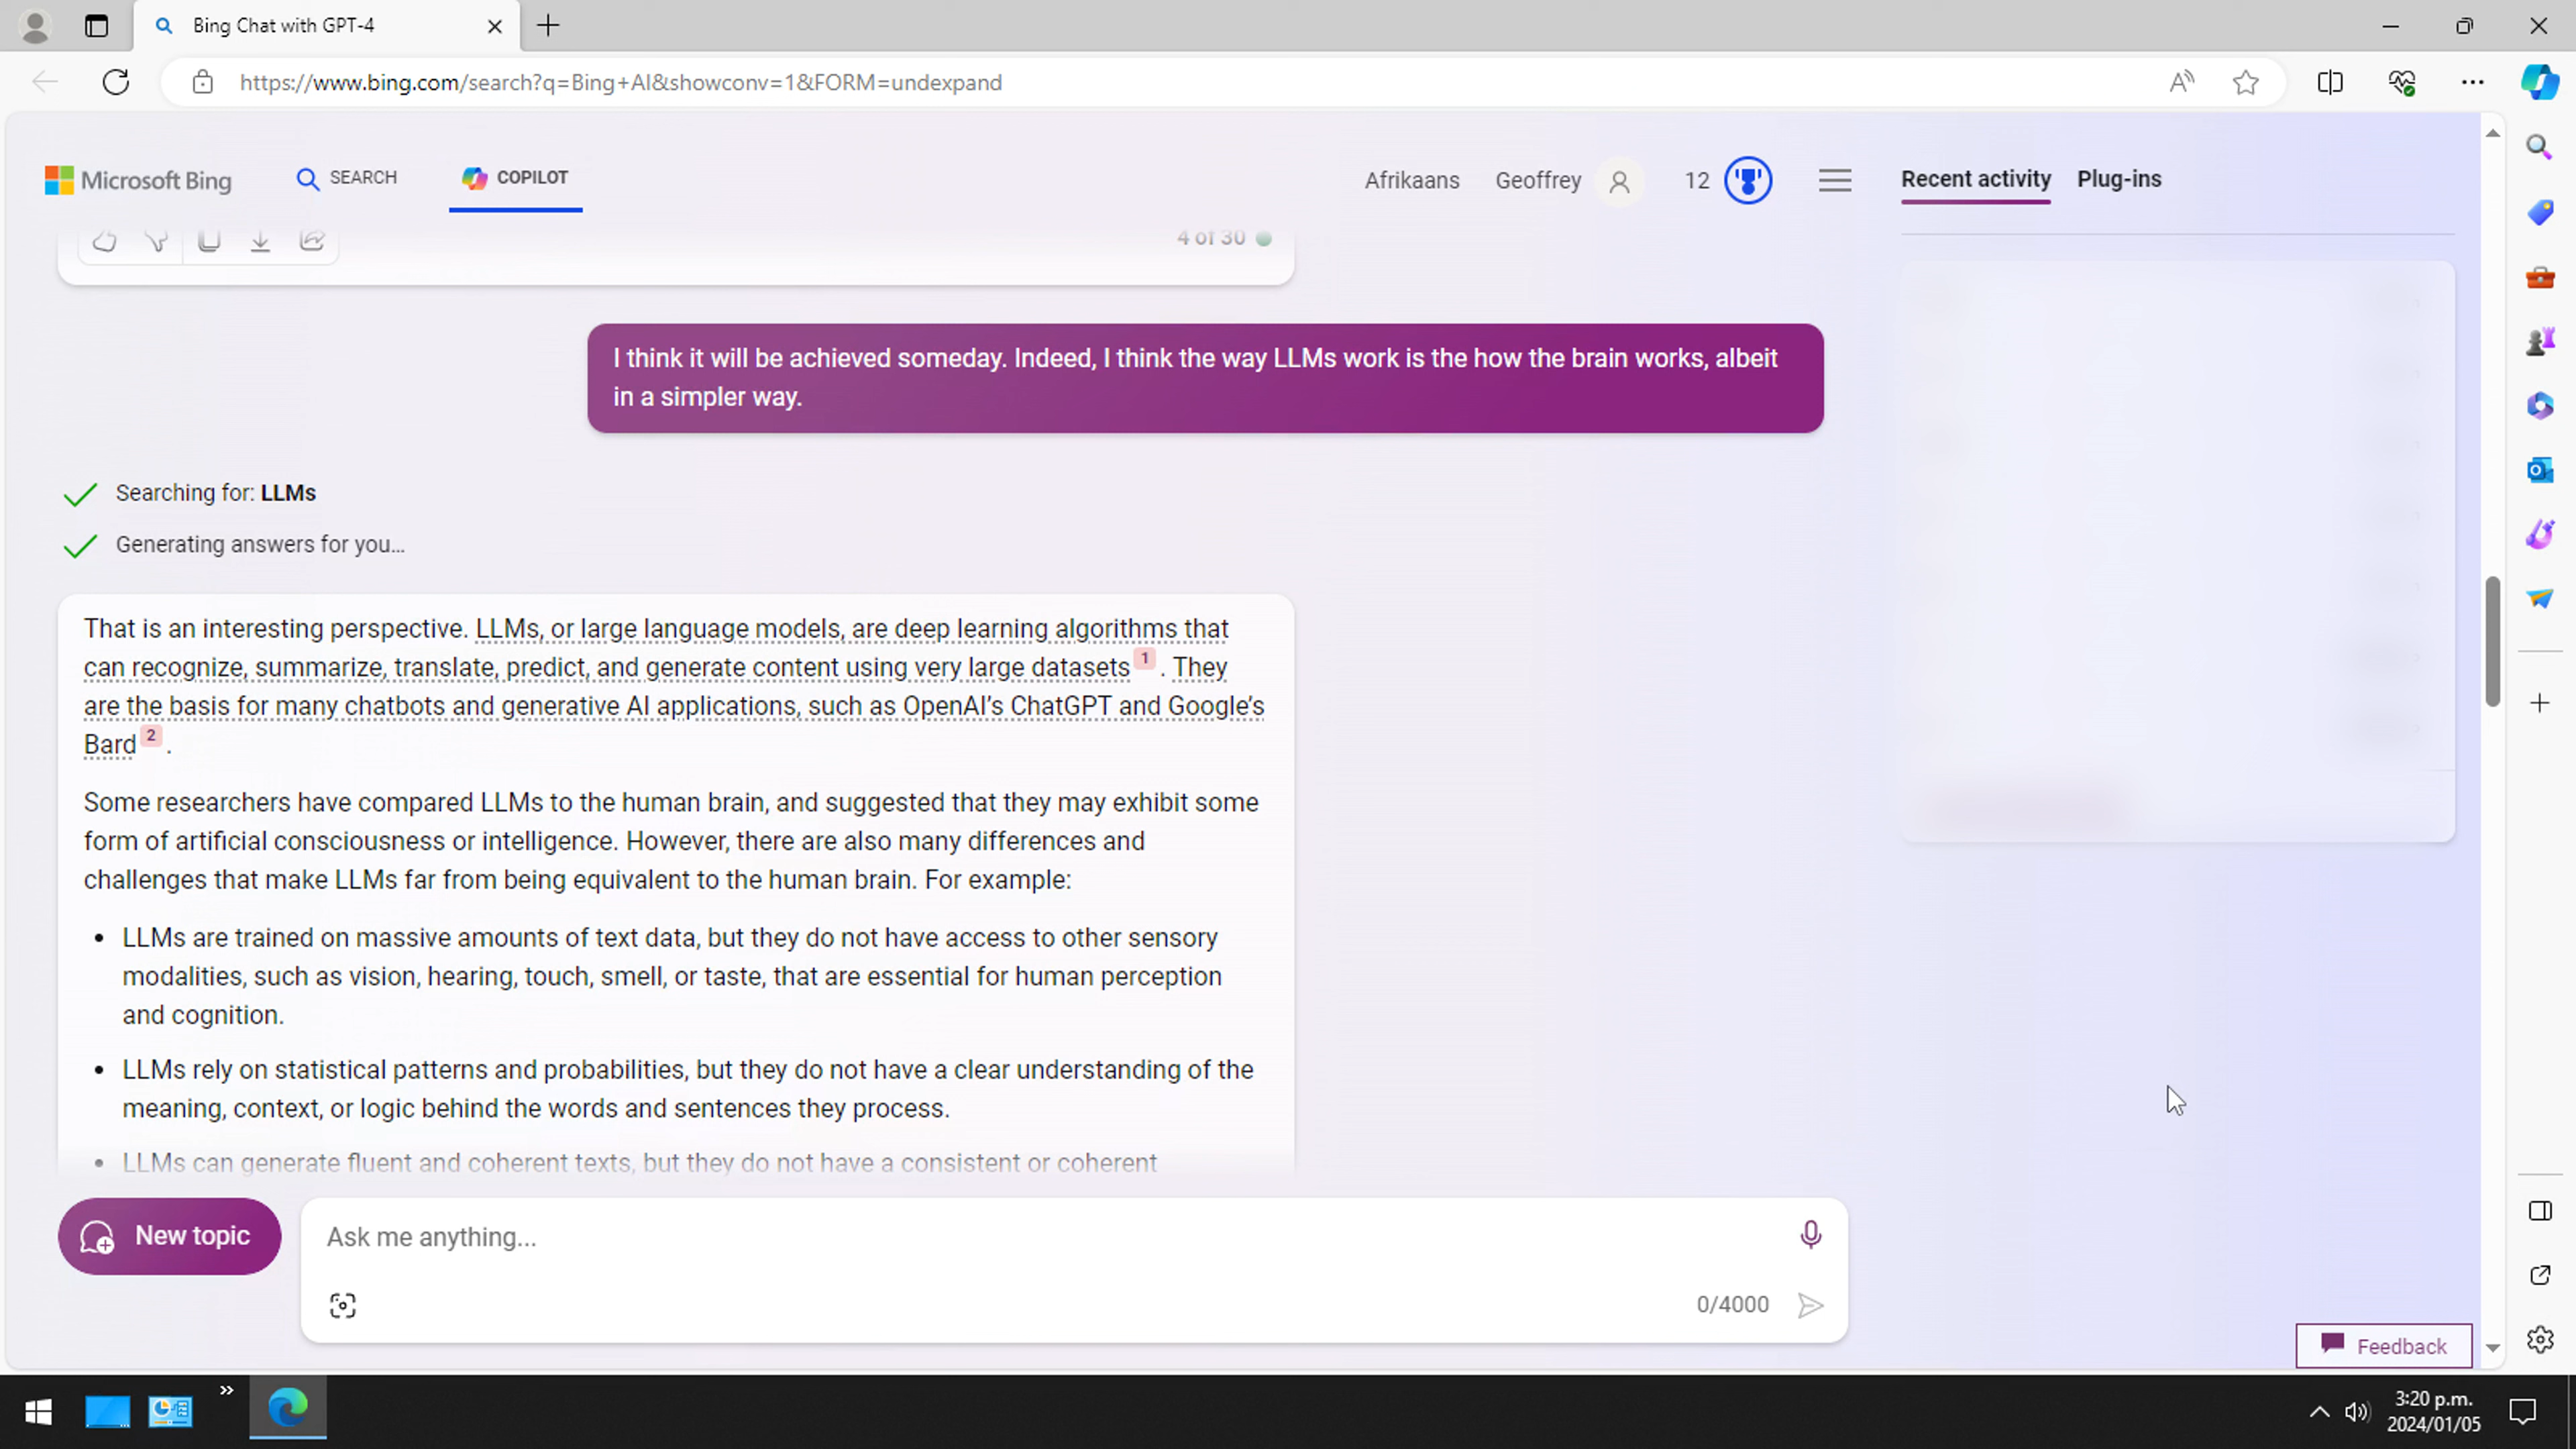 Bing Chat with GPT-4
https://www.bing.com/search?q=Bing+AI&showconv=1&FORM=undexpand
Microsoft Bing
SEARCH
COPILOT
Afrikaans
Geoffrey
12
Recent activity
Plug-ins
4 of 30
I think it will be achieved someday. Indeed, I think the way LLMs work is the how the brain works, albeit
in a simpler way.
Searching for: LLMs
Generating answers for you...
That is an interesting perspective. LLMs, or large language models, are deep learning algorithms that
can recognize, summarize, translate, predict, and generate content using very large datasets 1 . They
are the basis for many chatbots and generative AI applications, such as OpenAI’s ChatGPT and Google’s
Bard 2 .
Some researchers have compared LLMs to the human brain, and suggested that they may exhibit some
form of artificial consciousness or intelligence. However, there are also many differences and
challenges that make LLMs far from being equivalent to the human brain. For example:
• LLMs are trained on massive amounts of text data, but they do not have access to other sensory
modalities, such as vision, hearing, touch, smell, or taste, that are essential for human perception
and cognition.
• LLMs rely on statistical patterns and probabilities, but they do not have a clear understanding of the
meaning, context, or logic behind the words and sentences they process.
• LLMs can generate fluent and coherent texts, but they do not have a consistent or coherent
New topic
Ask me anything...
0/4000
Feedback
3:20 p.m.
2024/01/05